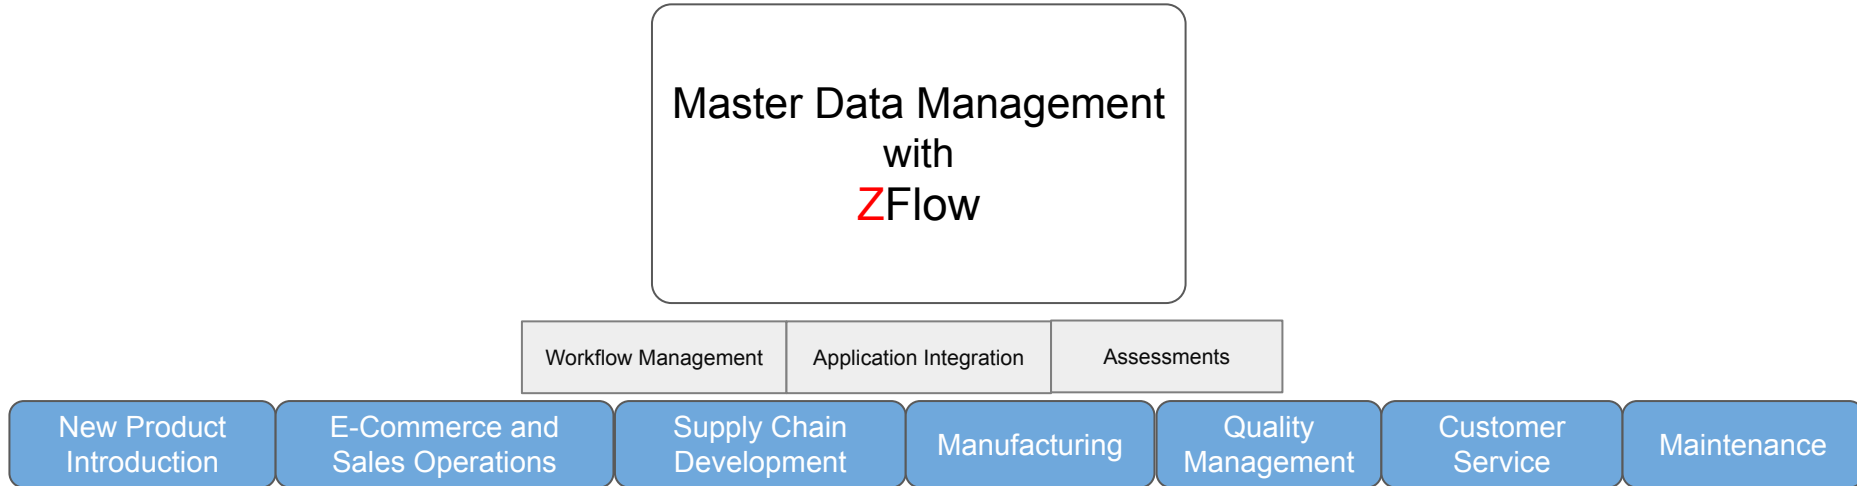 Master Data Management
with
ZFlow
Workflow Management
Application Integration
Assessments
New Product
Introduction
E-Commerce and
Sales Operations
Supply Chain
Development
Manufacturing
Quality
Management
Customer
Service
Maintenance